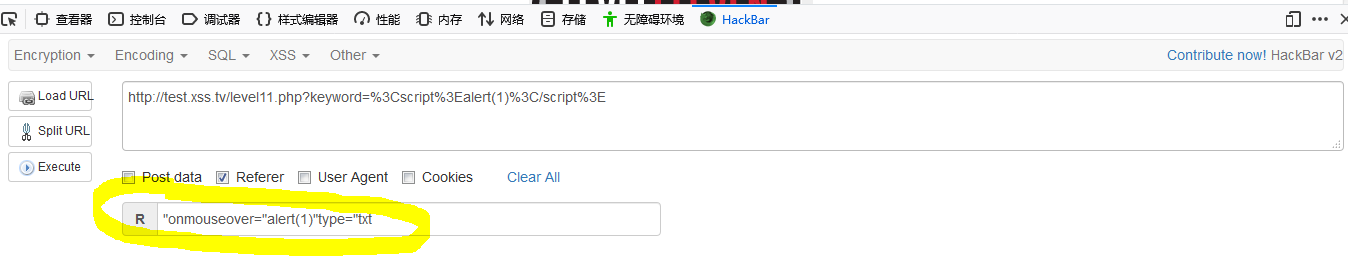 查看器 控制台 调试器 {} 样式编辑器 性能 内存 网络 存储 无障碍环境 HackBar
Encryption Encoding SQL XSS Other Contribute now! HackBar v2
Load URL http://test.xss.tv/level11.php?keyword=%3Cscript%3Ealert(1)%3C/script%3E
Split URL
Execute
Post data Referer User Agent Cookies Clear All
R "onmouseover="alert(1)"type="txt